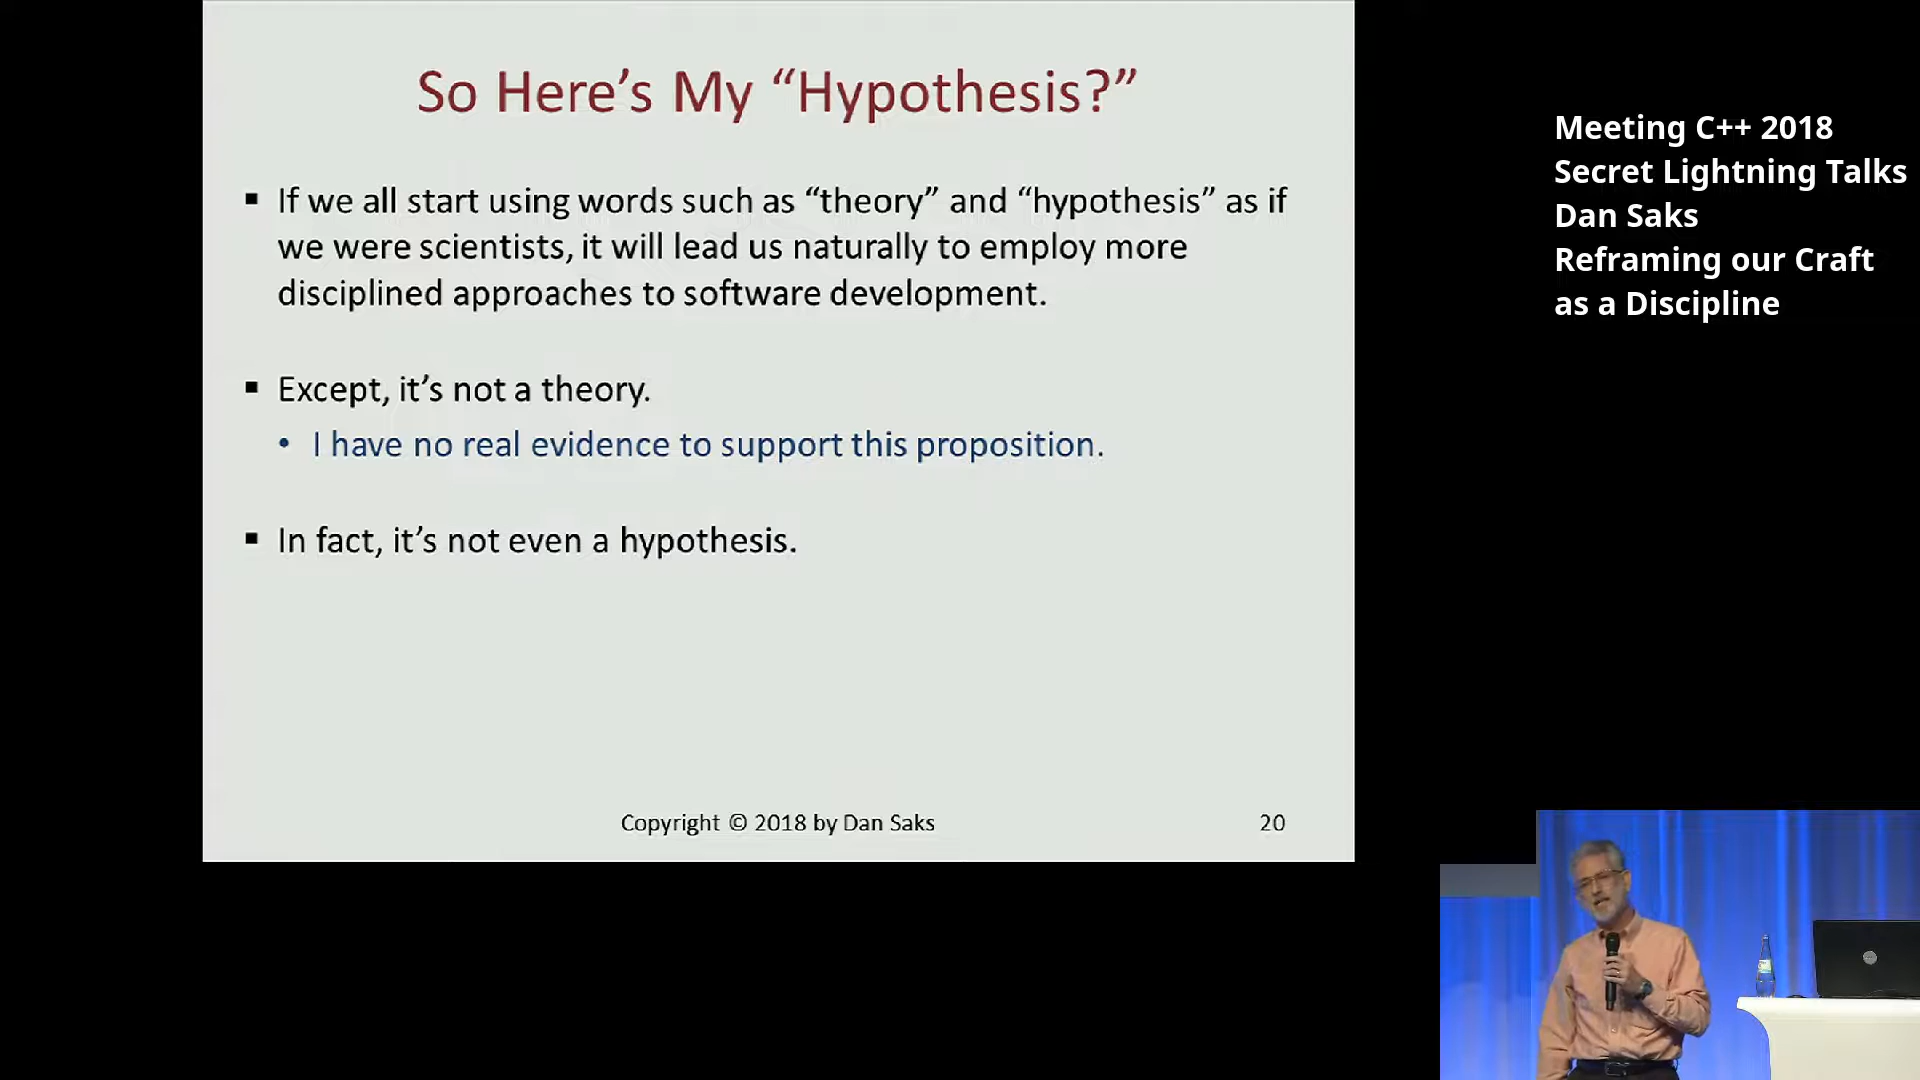 So Here's My “Hypothesis?”
▪ If we all start using words such as “theory” and “hypothesis” as if
we were scientists, it will lead us naturally to employ more
disciplined approaches to software development.
▪ Except, it’s not a theory.
• I have no real evidence to support this proposition.
▪ In fact, it’s not even a hypothesis.
Copyright © 2018 by Dan Saks
20
Meeting C++ 2018
Secret Lightning Talks
Dan Saks
Reframing our Craft
as a Discipline